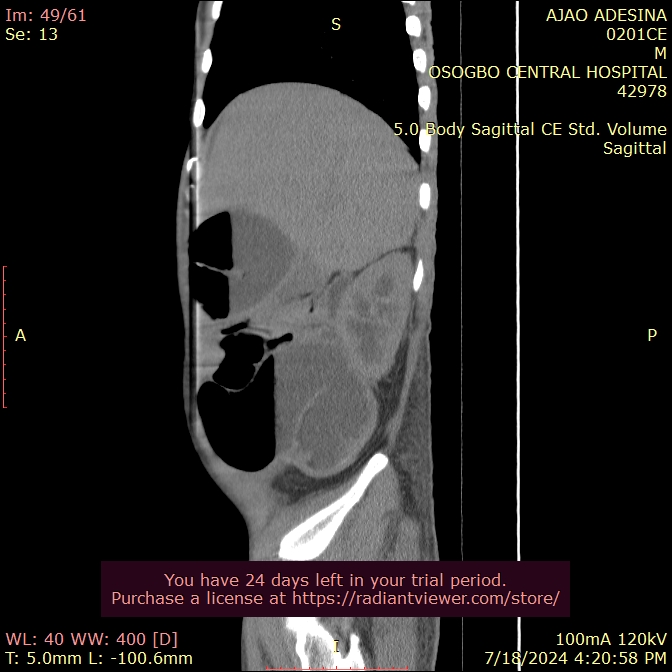 Im: 49/61
Se: 13
S
AJAO ADESINA
0201CE
M
OSOGBO CENTRAL HOSPITAL
42978
5.0 Body Sagittal CE Std. Volume
Sagittal
A
P
You have 24 days left in your trial period.
Purchase a license at https://radiantviewer.com/store/
WL: 40 WW: 400 [D]
T: 5.0mm L: -100.6mm
I
100mA 120kV
7/18/2024 4:20:58 PM